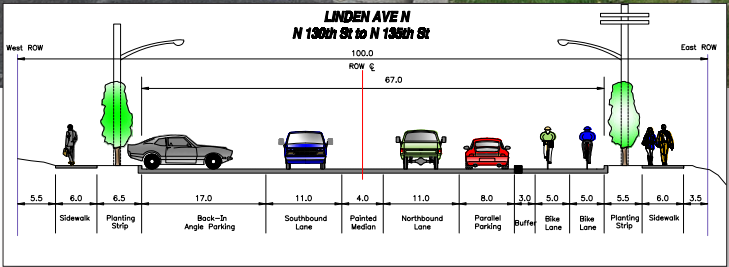 LINDEN AVE N
N 130th St to N 135th St
West ROW
East ROW
100.0
ROW ℄
67.0
5.5 6.0 6.5 17.0 11.0 4.0 11.0 8.0 3.0 5.0 5.0 5.5 6.0 3.5
Sidewalk Planting Back-In Southbound Painted Northbound Parallel Buffer Bike Bike Planting Sidewalk
Strip Angle Parking Lane Median Lane Parking Lane Lane Strip